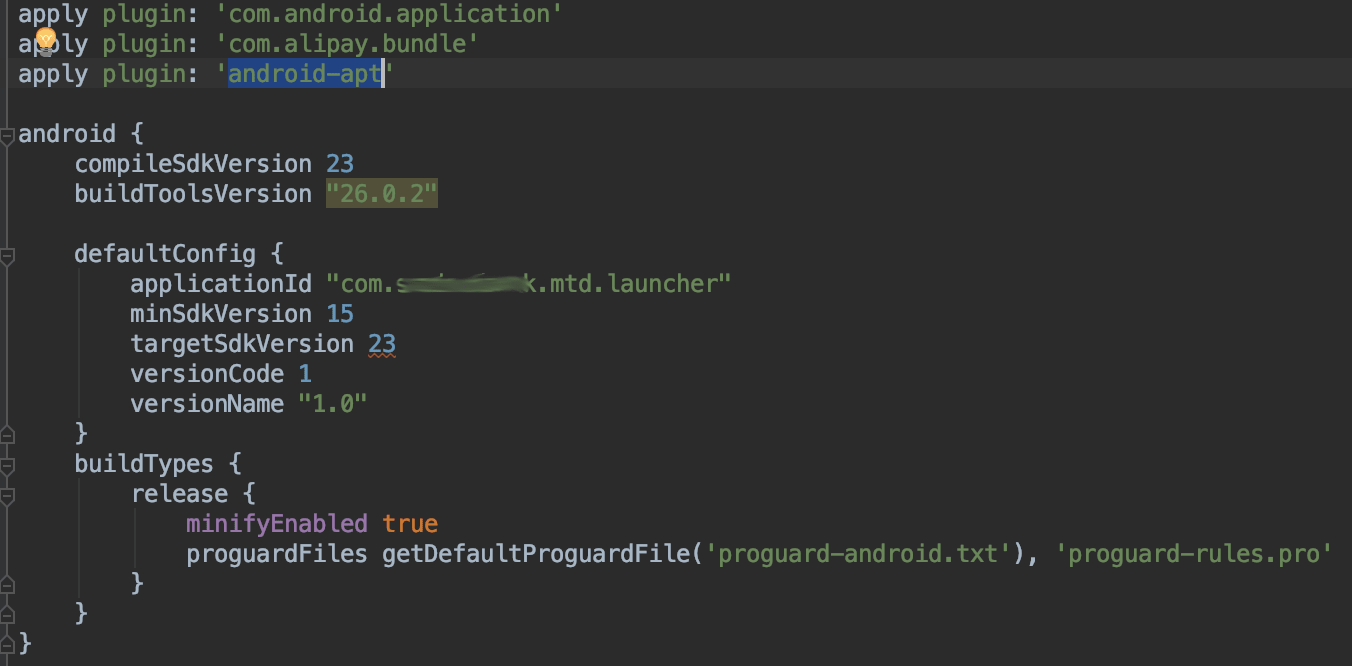 apply plugin: 'com.android.application'
apply plugin: 'com.alipay.bundle'
apply plugin: 'android-apt'
android {
compileSdkVersion 23
buildToolsVersion "26.0.2"
defaultConfig {
applicationId "com. .mtd.launcher"
minSdkVersion 15
targetSdkVersion 23
versionCode 1
versionName "1.0"
}
buildTypes {
release {
minifyEnabled true
proguardFiles getDefaultProguardFile('proguard-android.txt'), 'proguard-rules.pro'
}
}
}